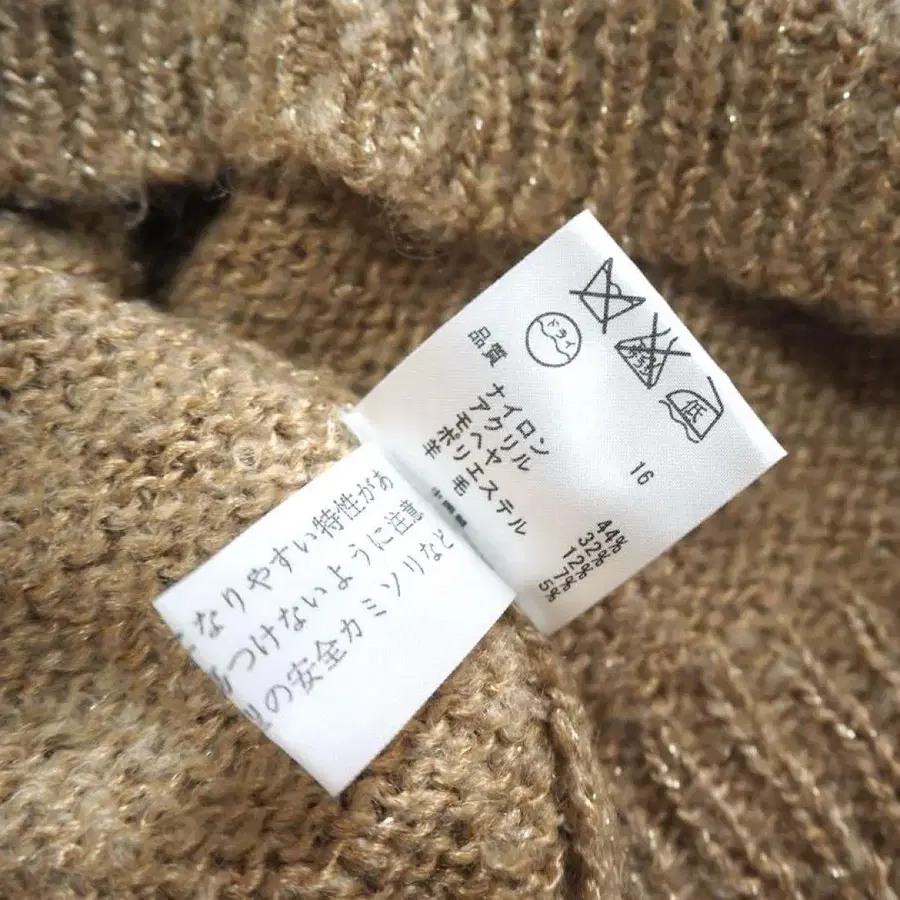 ドライ
低
品質
16
ナイロン 44%
アクリル 32%
モヘヤ 12%
ポリエステル 7%
毛 5%
なりやすい特性があ
つけないように注意
の安全カミソリなど